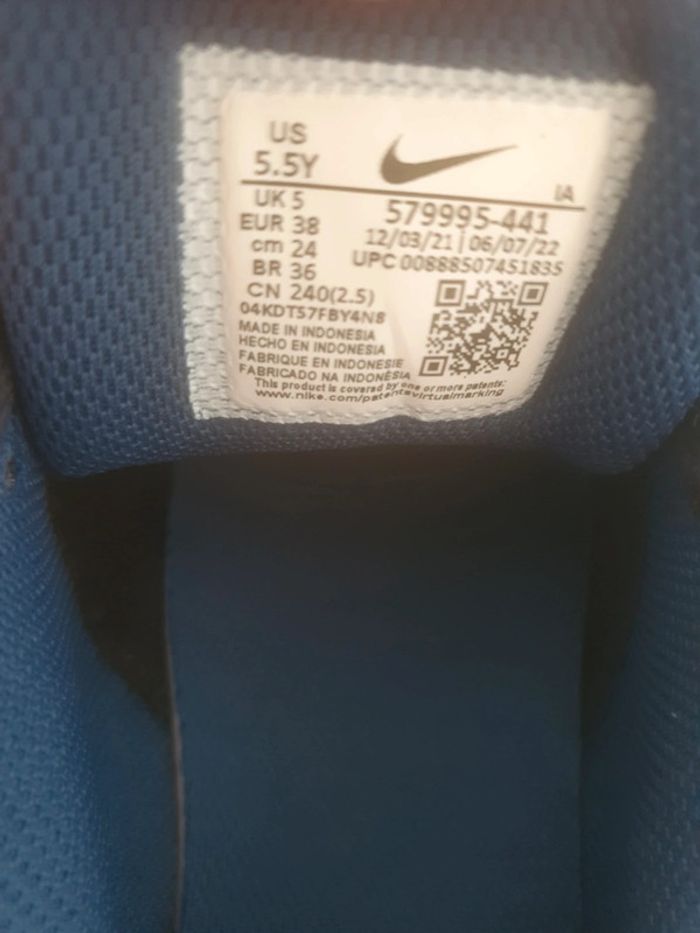 US
5.5Y
IA
UK 5
EUR 38
cm 24
BR 36
CN 240(2.5)
579995-441
12/03/21 | 06/07/22
UPC 00888507451835
04KDTS7FBY4N8
MADE IN INDONESIA
HECHO EN INDONESIA
FABRIQUE EN INDONESIE
FABRICADO NA INDONÉSIA
This product is covered by one or more patents:
www.nike.com/patentsvirtualmarking